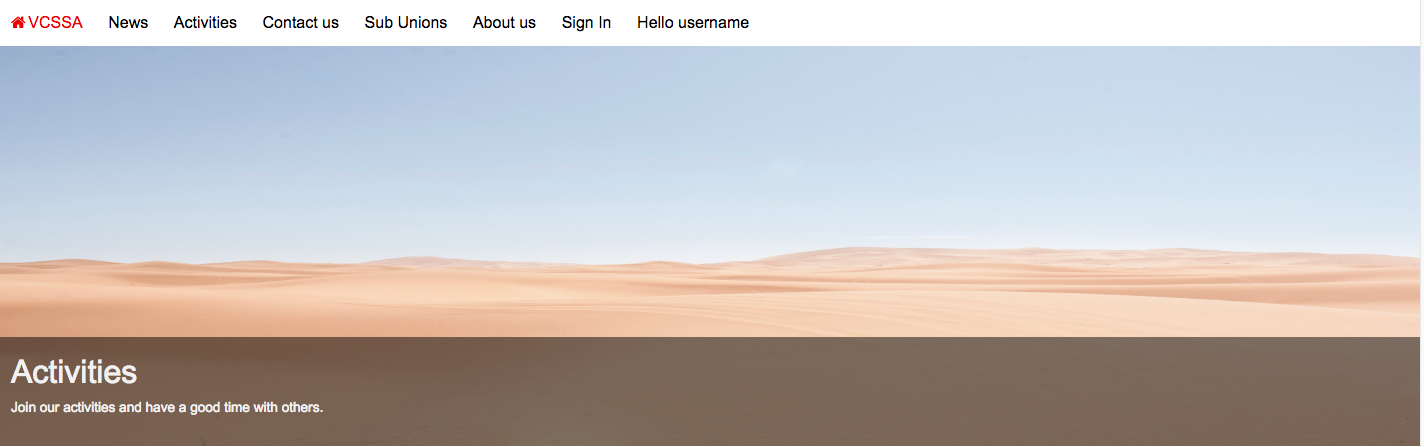 VCSSA News Activities Contact us Sub Unions About us Sign In Hello username
Activities
Join our activities and have a good time with others.